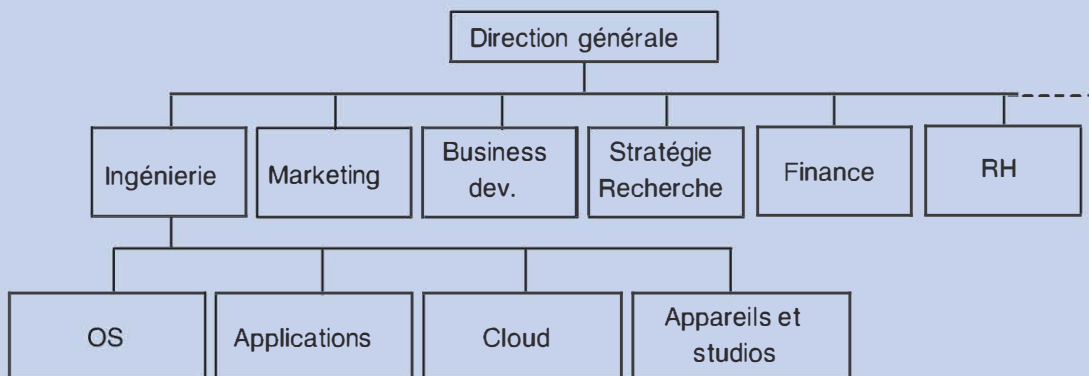 Direction générale
Ingénierie
Marketing
Business
dev.
Stratégie
Recherche
Finance
RH
OS
Applications
Cloud
Appareils et
studios